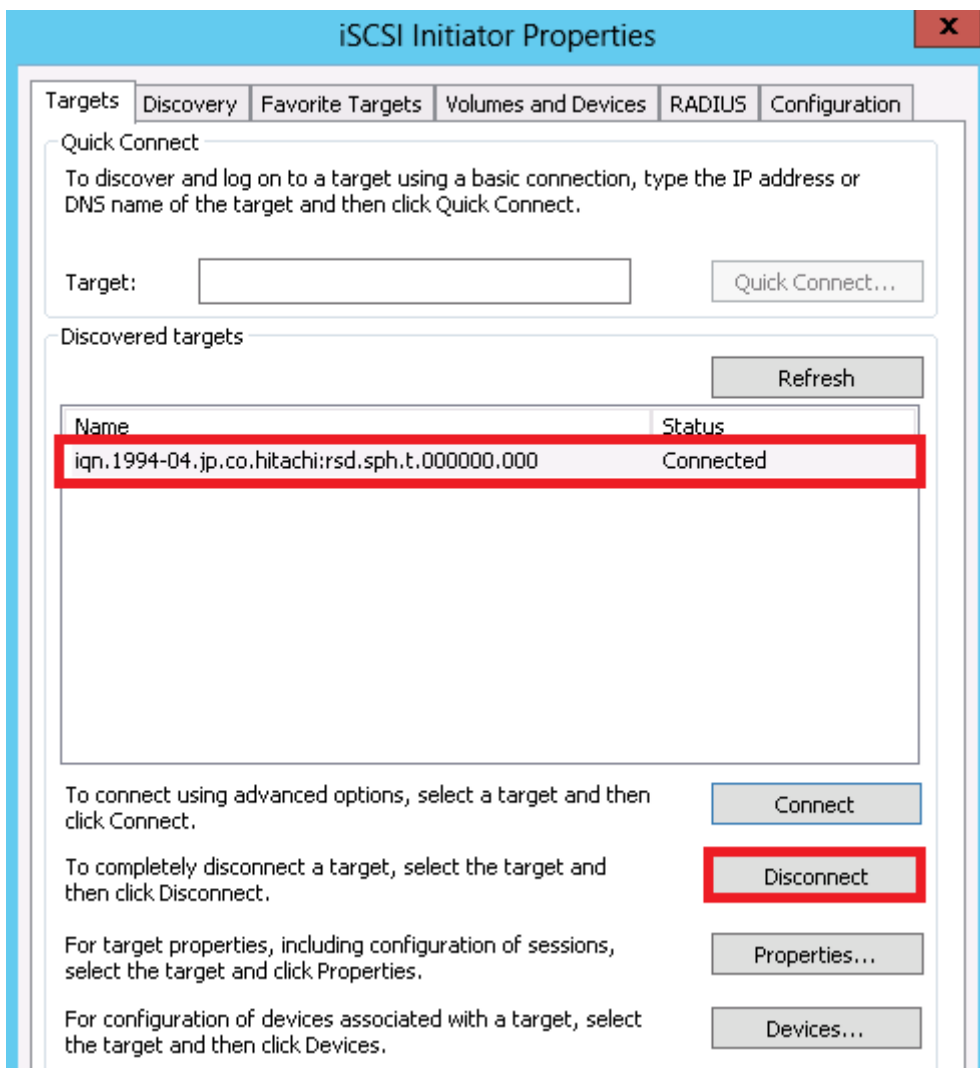 iSCSI Initiator Properties
x
Targets Discovery Favorite Targets Volumes and Devices RADIUS Configuration
Quick Connect
To discover and log on to a target using a basic connection, type the IP address or
DNS name of the target and then click Quick Connect.
Target: Quick Connect...
Discovered targets
Refresh
Name Status
iqn.1994-04.jp.co.hitachi:rsd.sph.t.000000.000 Connected
To connect using advanced options, select a target and then
click Connect.
Connect
To completely disconnect a target, select the target and
then click Disconnect.
Disconnect
For target properties, including configuration of sessions,
select the target and click Properties.
Properties...
For configuration of devices associated with a target, select
the target and then click Devices.
Devices...